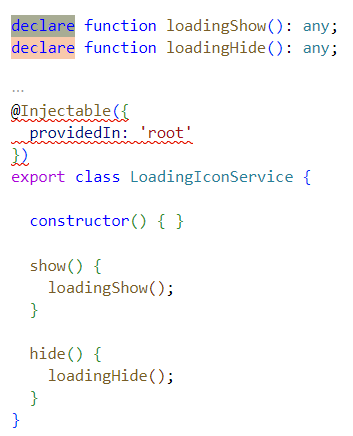 declare function loadingShow(): any;
declare function loadingHide(): any;
...
@Injectable({
  providedIn: 'root'
})
export class LoadingIconService {
  constructor() { }
  show() {
    loadingShow();
  }
  hide() {
    loadingHide();
  }
}